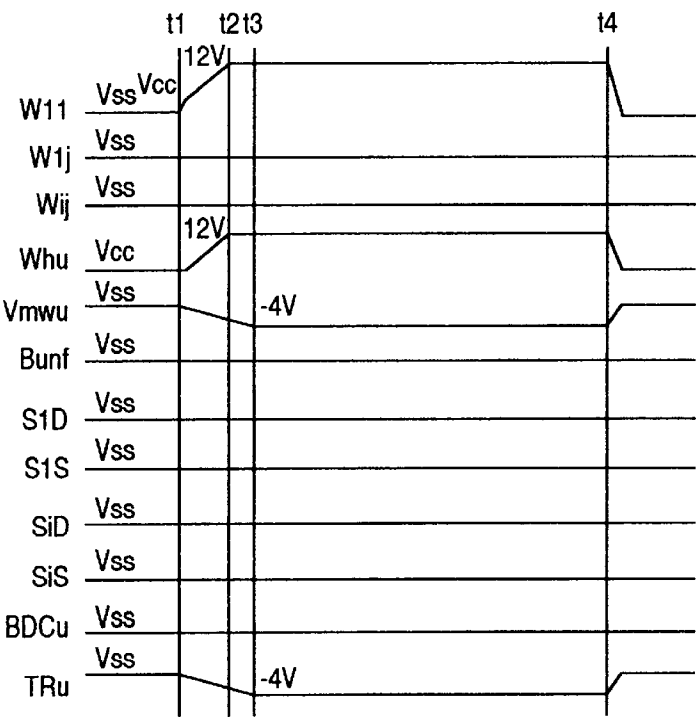 t1 t2 t3 t4
12V
Vss Vcc
W11
Vss
W1j
Vss
Wij
12V
Whu Vcc
Vss
Vmwu -4V
Vss
Bunf
Vss
S1D
Vss
S1S
Vss
SiD
Vss
SiS
Vss
BDCu
Vss
TRu -4V